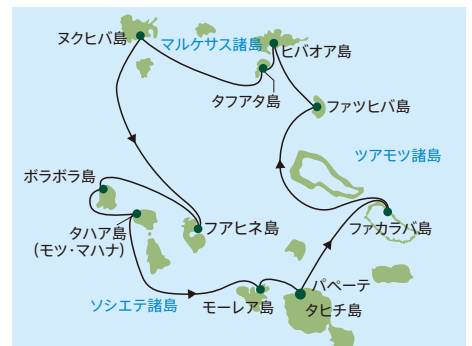 ヌクヒバ島
マルケサス諸島
ヒバオア島
タフアタ島
ファツヒバ島
ツアモツ諸島
ボラボラ島
タハア島
(モツ・マハナ)
フアヒネ島
ファカラバ島
ソシエテ諸島
モーレア島
パペーテ
タヒチ島